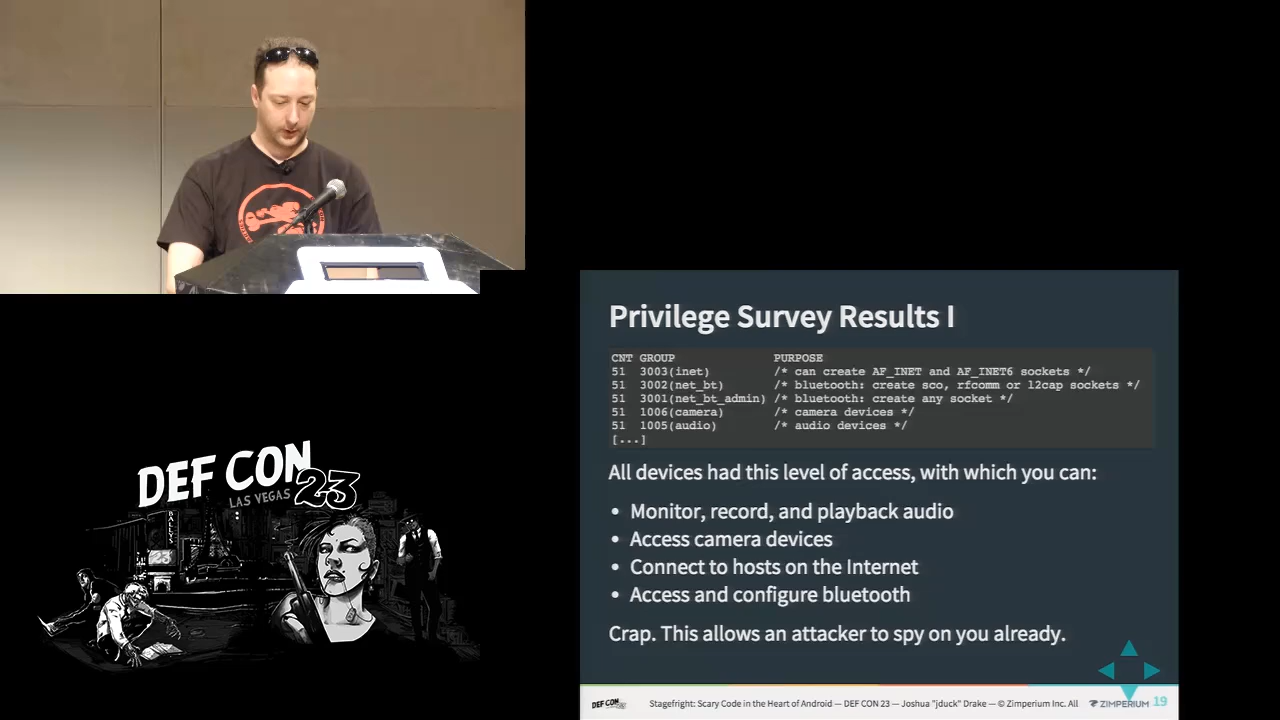 Privilege Survey Results I
CNT GROUP PURPOSE
51 3003(inet) /* can create AF_INET and AF_INET6 sockets */
51 3002(net_bt) /* bluetooth: create sco, rfcomm or l2cap sockets */
51 3001(net_bt_admin) /* bluetooth: create any socket */
51 1006(camera) /* camera devices */
51 1005(audio) /* audio devices */
[...]
All devices had this level of access, with which you can:
• Monitor, record, and playback audio
• Access camera devices
• Connect to hosts on the Internet
• Access and configure bluetooth
Crap. This allows an attacker to spy on you already.
DEF CON
Stagefright: Scary Code in the Heart of Android — DEF CON 23 — Joshua "jduck" Drake — © Zimperium Inc. All
ZIMPERIUM 19
DEF CON 23
LAS VEGAS
BALLYS
23